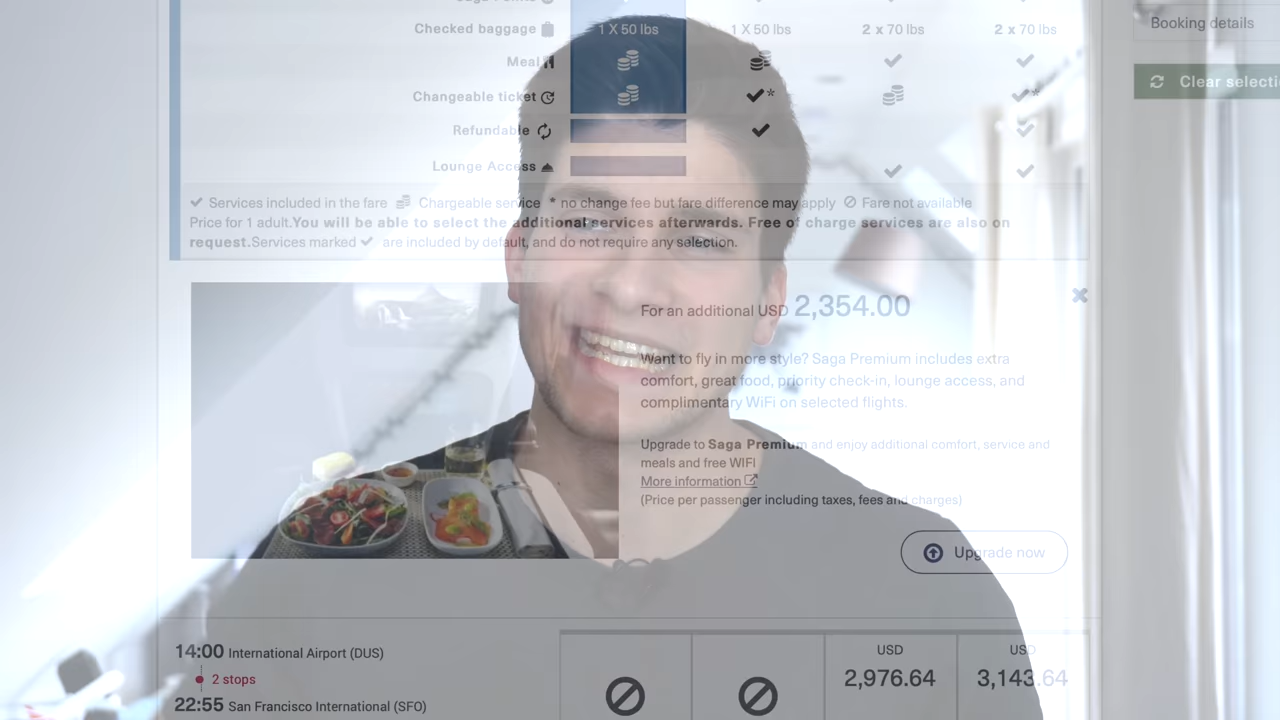 Saga Points
Booking details
Checked baggage 1 X 50 lbs 1 X 50 lbs 2 x 70 lbs 2 x 70 lbs
Meal
Clear selecti
Changeable ticket *  *
Refundable
Lounge Access
Services included in the fare Chargeable service * no change fee but fare difference may apply Fare not available
Price for 1 adult.You will be able to select the additional services afterwards. Free of charge services are also on
request.Services marked are included by default, and do not require any selection.
For an additional USD 2,354.00
Want to fly in more style? Saga Premium includes extra
comfort, great food, priority check-in, lounge access, and
complimentary WiFi on selected flights.
Upgrade to Saga Premium and enjoy additional comfort, service and
meals and free WIFI
More information
(Price per passenger including taxes, fees and charges)
Upgrade now
14:00 International Airport (DUS)
2 stops
22:55 San Francisco International (SFO)
USD USD
2,976.64 3,143.64